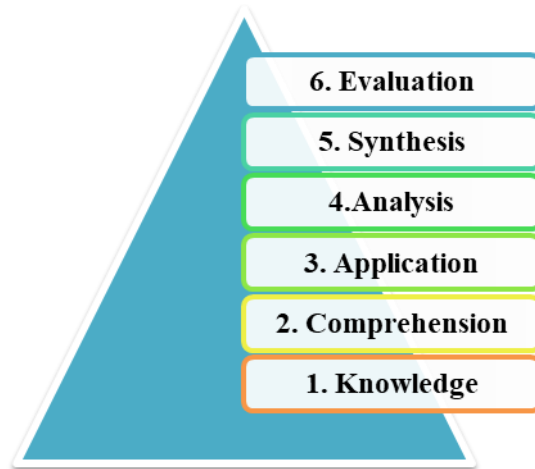 6. Evaluation
5. Synthesis
4.Analysis
3. Application
2. Comprehension
1. Knowledge